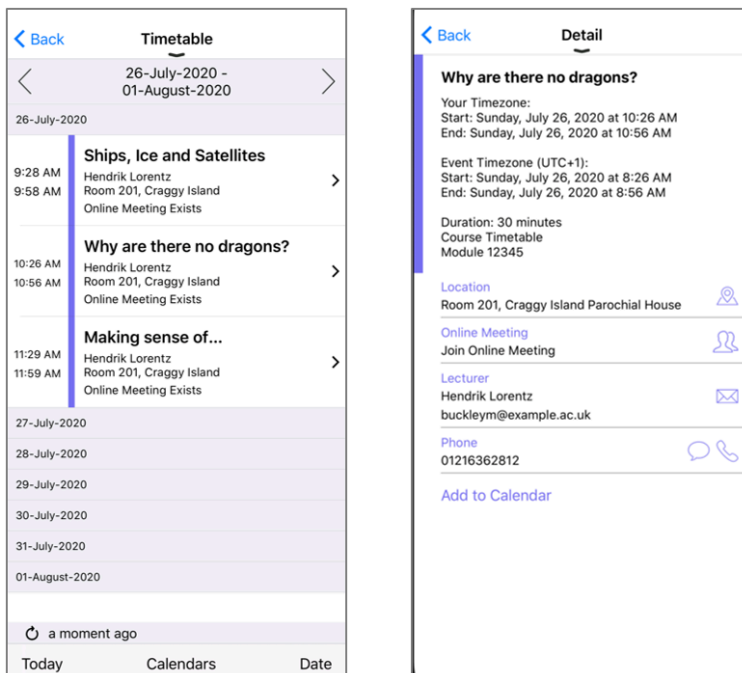 Back
Timetable
26-July-2020 -
01-August-2020
26-July-2020
9:28 AM
9:58 AM
Ships, Ice and Satellites
Hendrik Lorentz
Room 201, Craggy Island
Online Meeting Exists
10:26 AM
10:56 AM
Why are there no dragons?
Hendrik Lorentz
Room 201, Craggy Island
Online Meeting Exists
11:29 AM
11:59 AM
Making sense of...
Hendrik Lorentz
Room 201, Craggy Island
Online Meeting Exists
27-July-2020
28-July-2020
29-July-2020
30-July-2020
31-July-2020
01-August-2020
a moment ago
Today Calendars Date
Back
Detail
Why are there no dragons?
Your Timezone:
Start: Sunday, July 26, 2020 at 10:26 AM
End: Sunday, July 26, 2020 at 10:56 AM
Event Timezone (UTC+1):
Start: Sunday, July 26, 2020 at 8:26 AM
End: Sunday, July 26, 2020 at 8:56 AM
Duration: 30 minutes
Course Timetable
Module 12345
Location
Room 201, Craggy Island Parochial House
Online Meeting
Join Online Meeting
Lecturer
Hendrik Lorentz
buckleym@example.ac.uk
Phone
01216362812
Add to Calendar